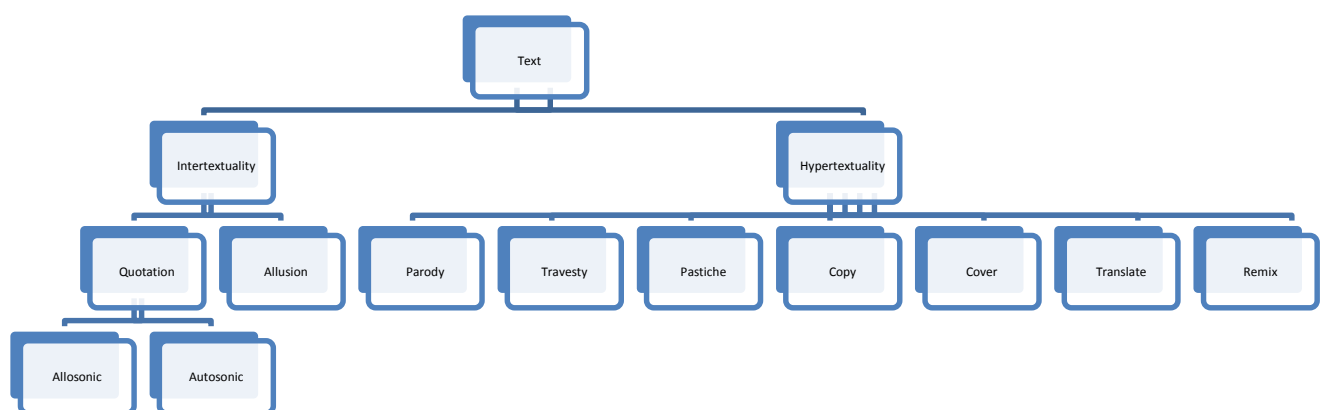 Text
Intertextuality
Hypertextuality
Quotation
Allusion
Parody
Travesty
Pastiche
Copy
Cover
Translate
Remix
Allosonic
Autosonic